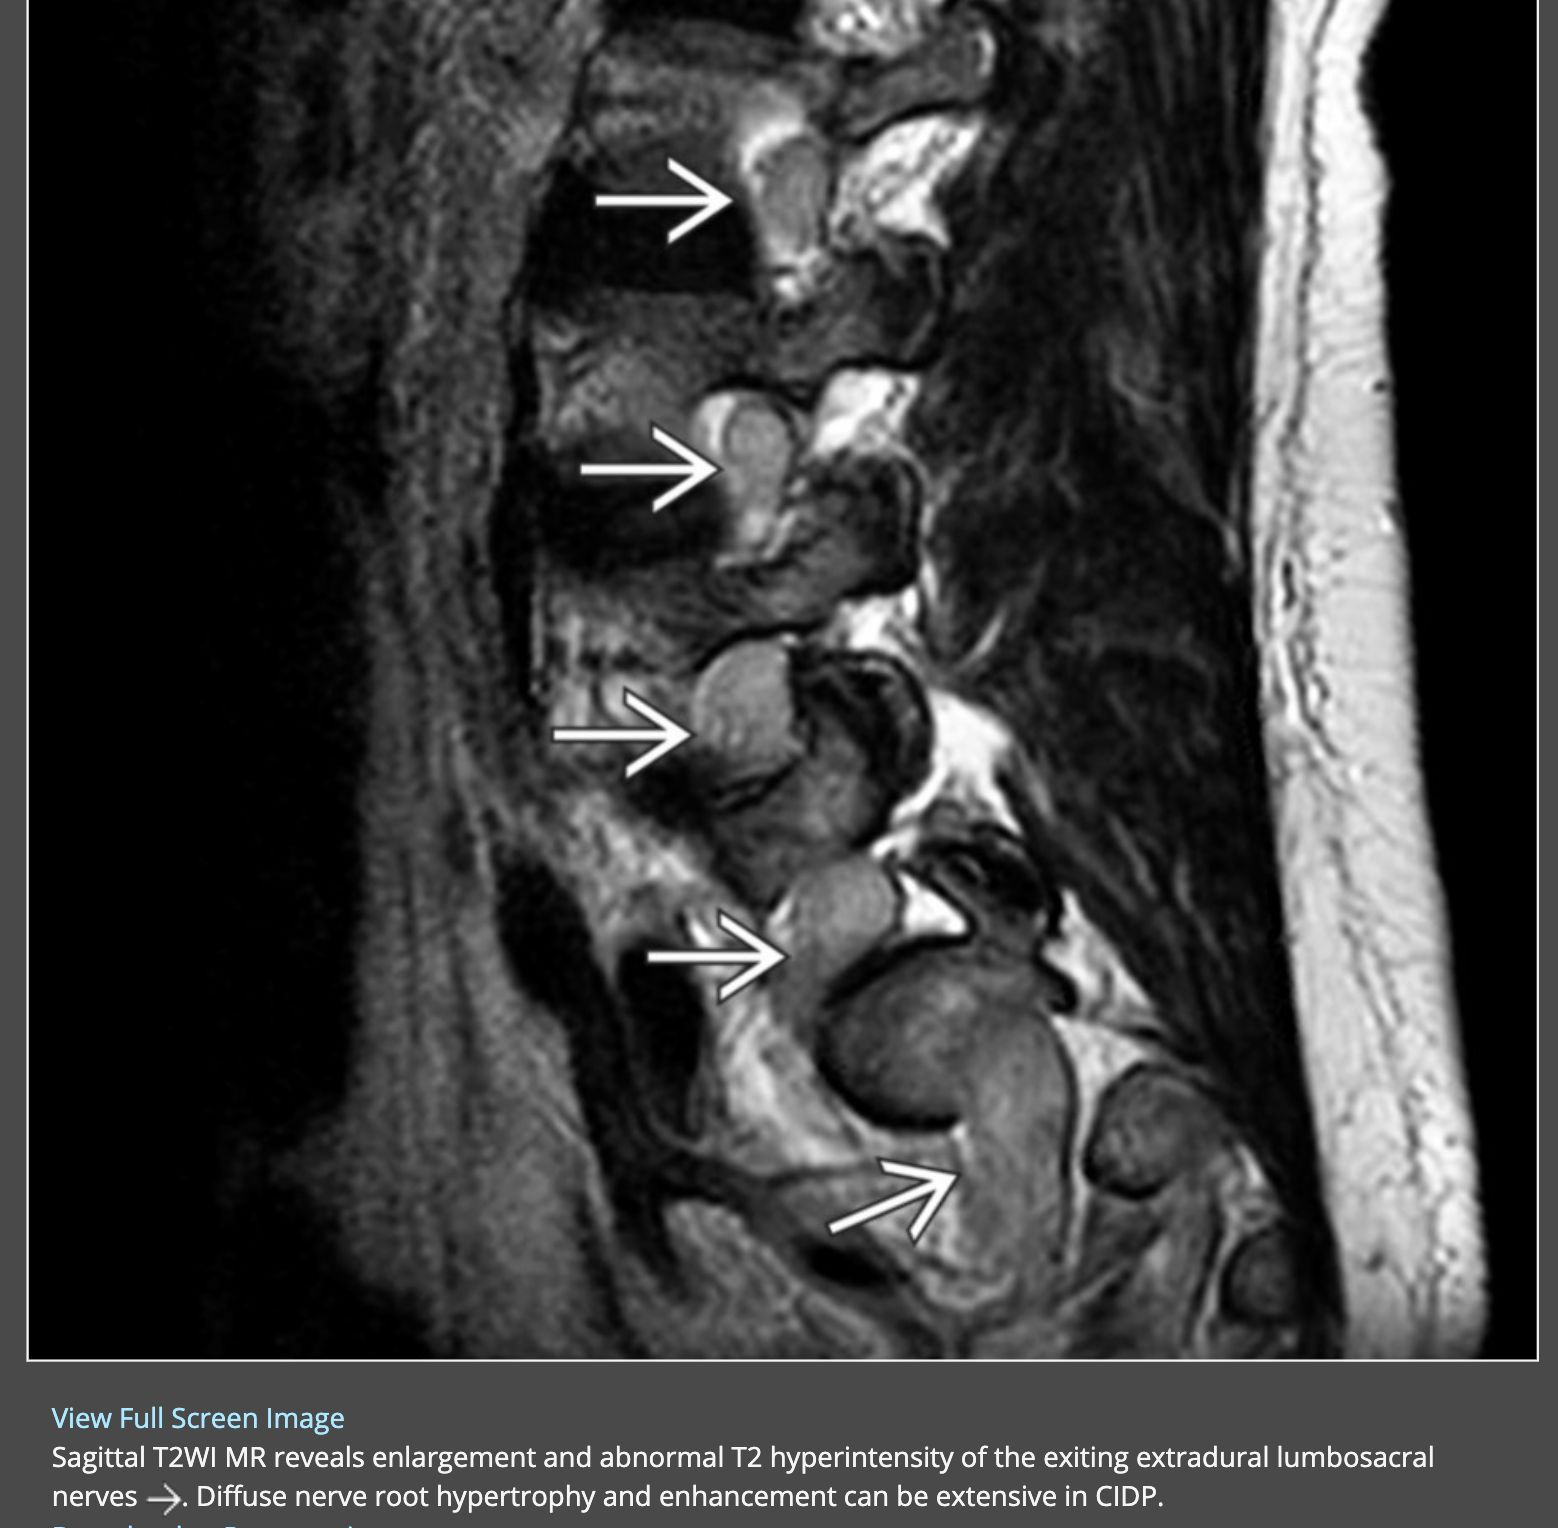 View Full Screen Image
Sagittal T2WI MR reveals enlargement and abnormal T2 hyperintensity of the exiting extradural lumbosacral
nerves →. Diffuse nerve root hypertrophy and enhancement can be extensive in CIDP.